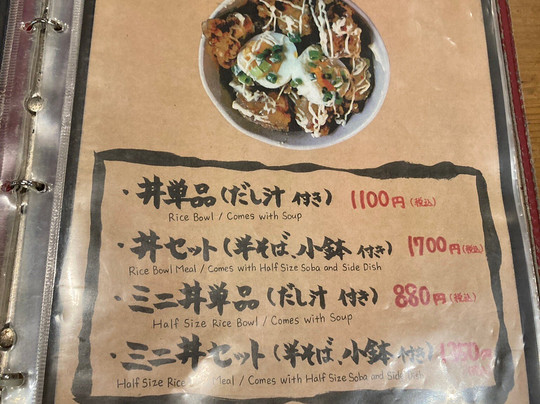 ・丼単品(だし汁 付き) 1100円(税込)
Rice Bowl / Comes with Soup
・丼セット(半そば、小鉢 付き) 1700円(税込)
Rice Bowl Meal / Comes with Half Size Soba and Side Dish
・ミニ丼単品(だし汁 付き) 880円(税込)
Half Size Rice Bowl / Comes with Soup
・ミニ丼セット(半そば、小鉢 付き)
Half Size Rice Meal / Comes with Half Size Soba and Side